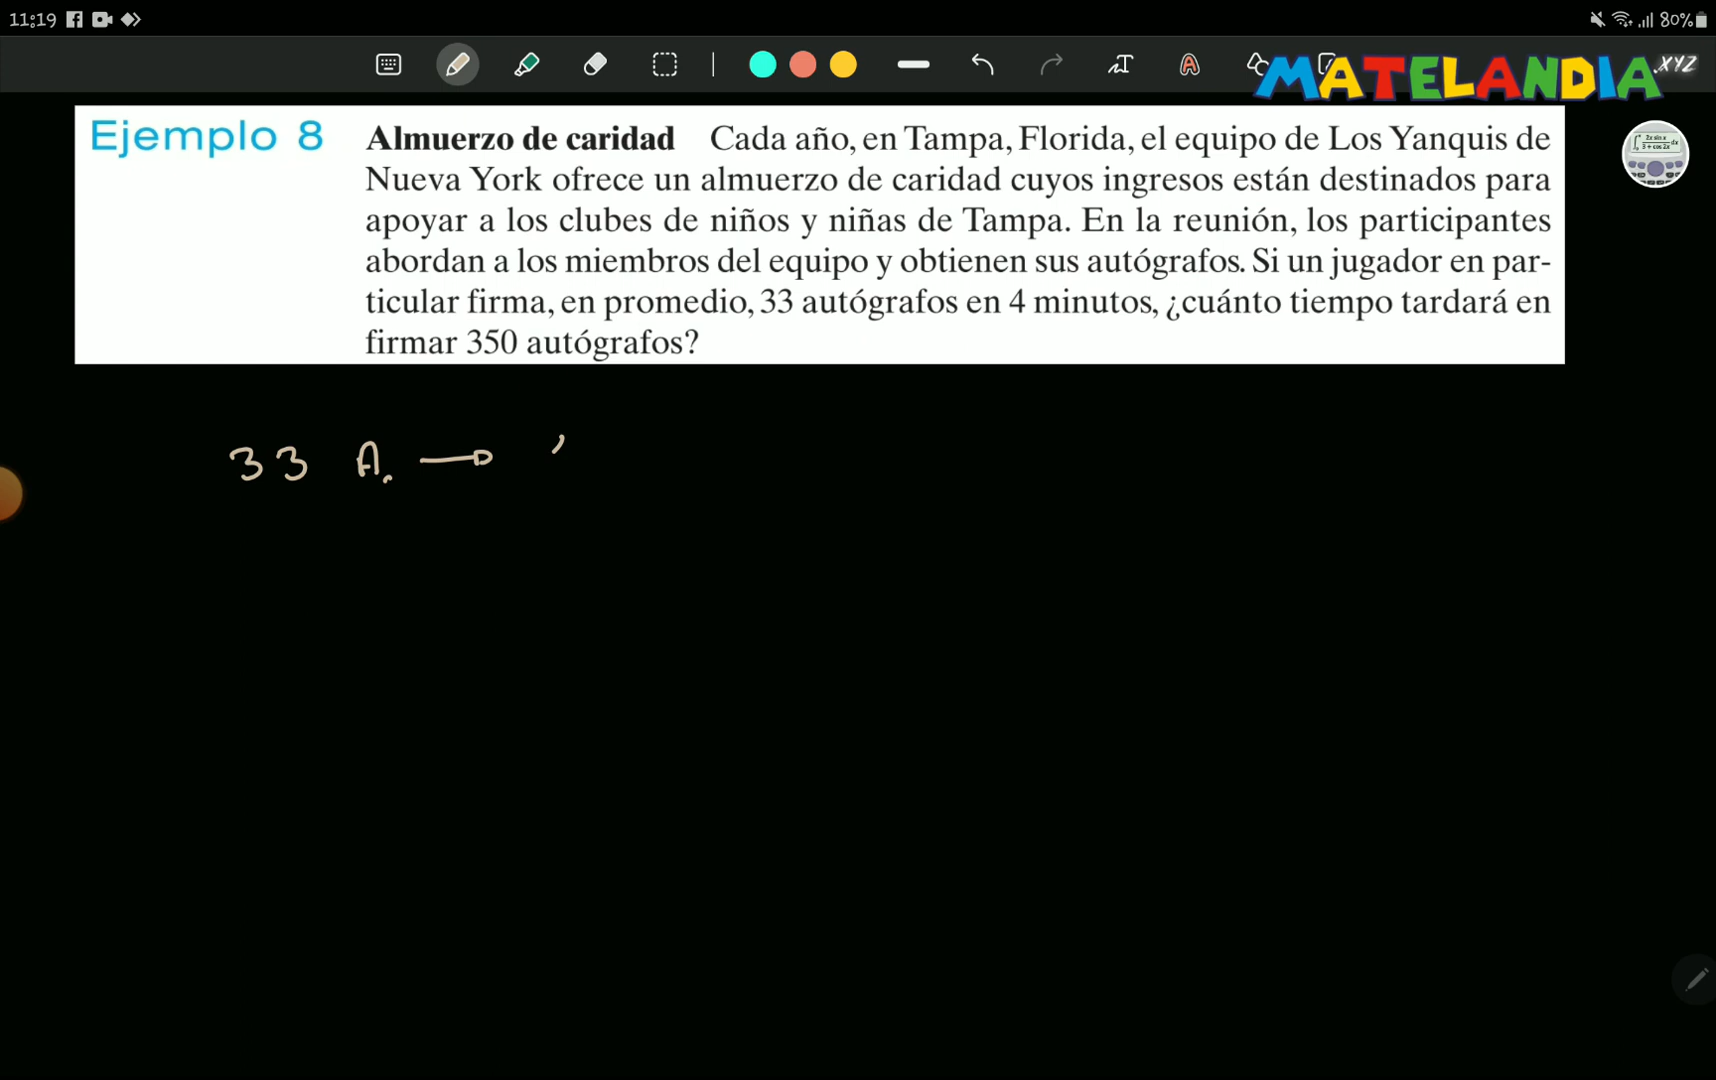 11:19 80%
MATELANDIA.XYZ
Ejemplo 8 Almuerzo de caridad Cada año, en Tampa, Florida, el equipo de Los Yanquis de
Nueva York ofrece un almuerzo de caridad cuyos ingresos están destinados para
apoyar a los clubes de niños y niñas de Tampa. En la reunión, los participantes
abordan a los miembros del equipo y obtienen sus autógrafos. Si un jugador en par-
ticular firma, en promedio, 33 autógrafos en 4 minutos, ¿cuánto tiempo tardará en
firmar 350 autógrafos?
33 A. →